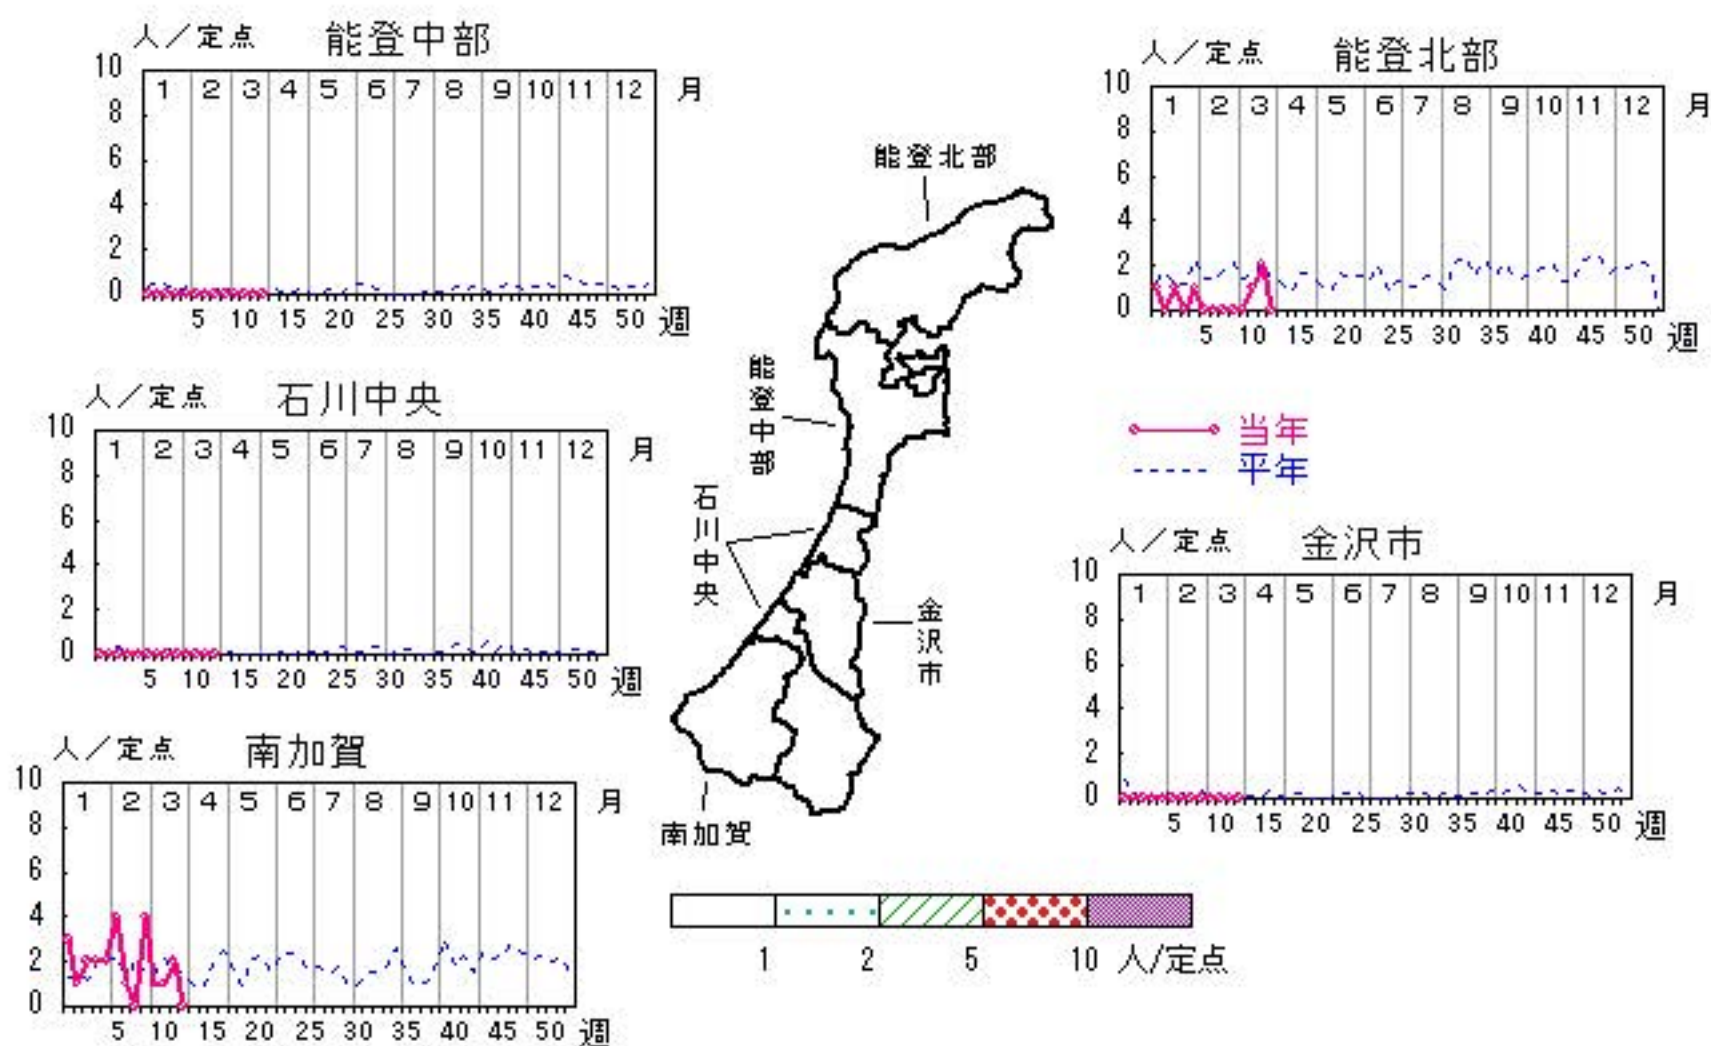 人／定点 能登中部
10 8 6 4 2 0
1 2 3 4 5 6 7 8 9 10 11 12 月
5 10 15 20 25 30 35 40 45 50 週
人／定点 能登北部
10 8 6 4 2 0
1 2 3 4 5 6 7 8 9 10 11 12 月
5 10 15 20 25 30 35 40 45 50 週
人／定点 石川中央
10 8 6 4 2 0
1 2 3 4 5 6 7 8 9 10 11 12 月
5 10 15 20 25 30 35 40 45 50 週
能登北部
能登中部
石川中央
金沢市
南加賀
当年
平年
人／定点 金沢市
10 8 6 4 2 0
1 2 3 4 5 6 7 8 9 10 11 12 月
5 10 15 20 25 30 35 40 45 50 週
人／定点 南加賀
10 8 6 4 2 0
1 2 3 4 5 6 7 8 9 10 11 12 月
5 10 15 20 25 30 35 40 45 50 週
1 2 5 10 人/定点